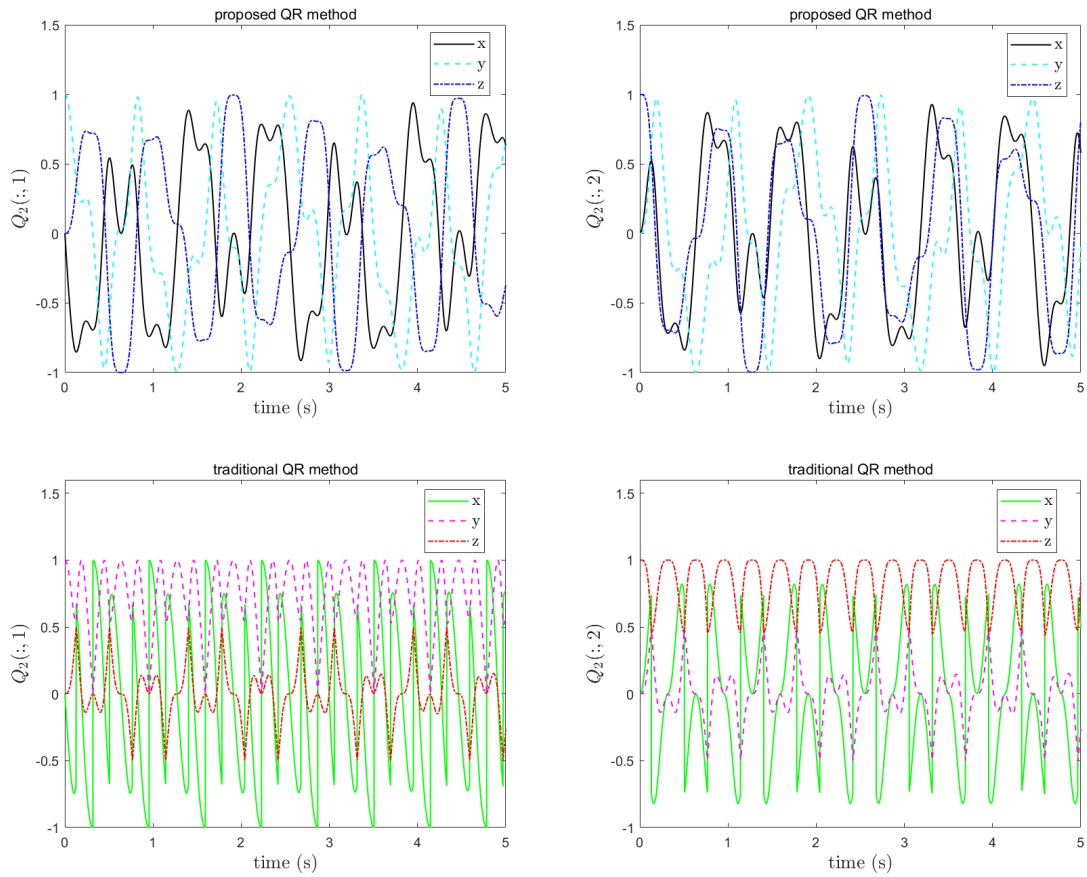 proposed QR method
1.5
1
0.5
0
-0.5
-1
Q₂(:, 1)
x
y
z
0 1 2 3 4 5
time (s)
proposed QR method
1.5
1
0.5
0
-0.5
-1
Q₂(:, 2)
x
y
z
0 1 2 3 4 5
time (s)
traditional QR method
1.5
1
0.5
0
-0.5
-1
Q₂(:, 1)
x
y
z
0 1 2 3 4 5
time (s)
traditional QR method
1.5
1
0.5
0
-0.5
-1
Q₂(:, 2)
x
y
z
0 1 2 3 4 5
time (s)